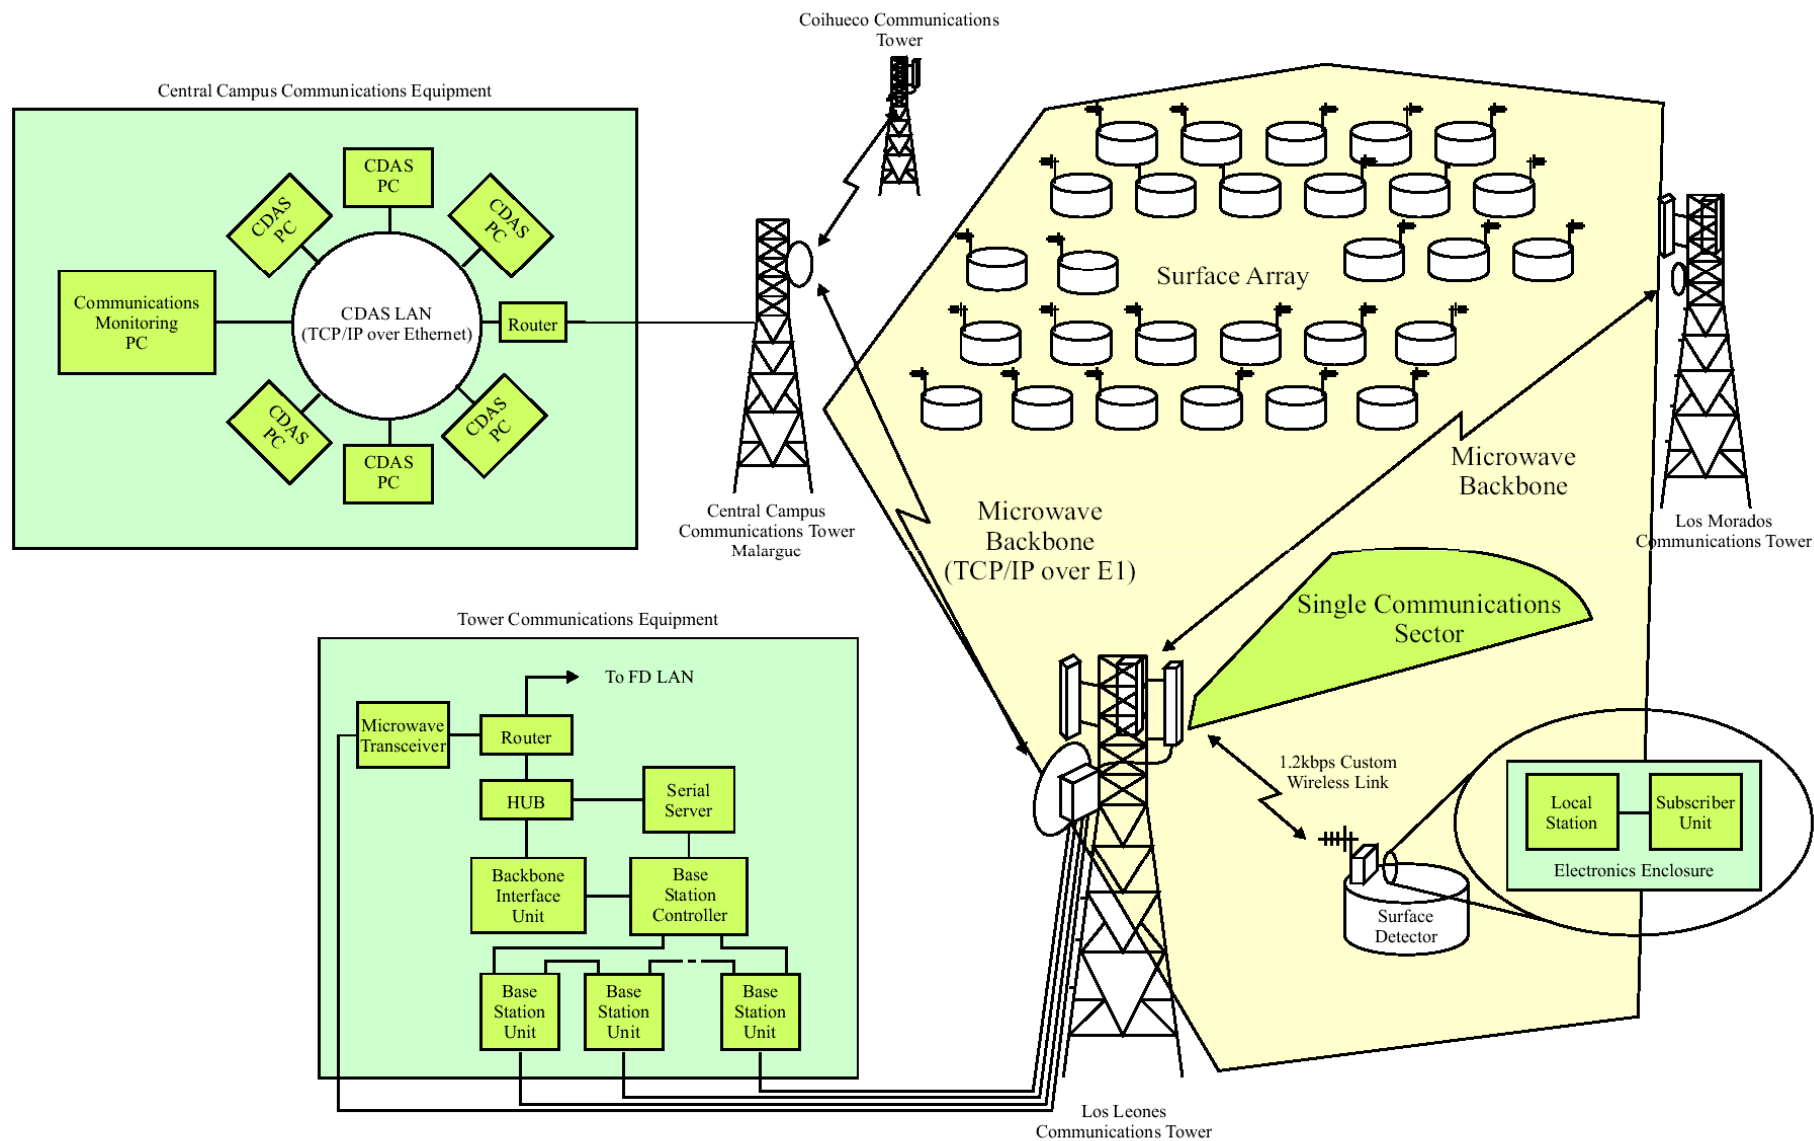 Coihueco Communications
Tower
Central Campus Communications Equipment
CDAS
PC
CDAS
PC
CDAS
PC
Communications
Monitoring
PC
CDAS LAN
(TCP/IP over Ethernet)
Router
CDAS
PC
CDAS
PC
CDAS
PC
Surface Array
Central Campus
Communications Tower
Malargue
Microwave
Backbone
(TCP/IP over E1)
Microwave
Backbone
Los Morados
Communications Tower
Single Communications
Sector
Tower Communications Equipment
To FD LAN
Microwave
Transceiver
Router
HUB
Serial
Server
Backbone
Interface
Unit
Base
Station
Controller
Base
Station
Unit
Base
Station
Unit
Base
Station
Unit
1.2kbps Custom
Wireless Link
Local
Station
Subscriber
Unit
Electronics Enclosure
Surface
Detector
Los Leones
Communications Tower